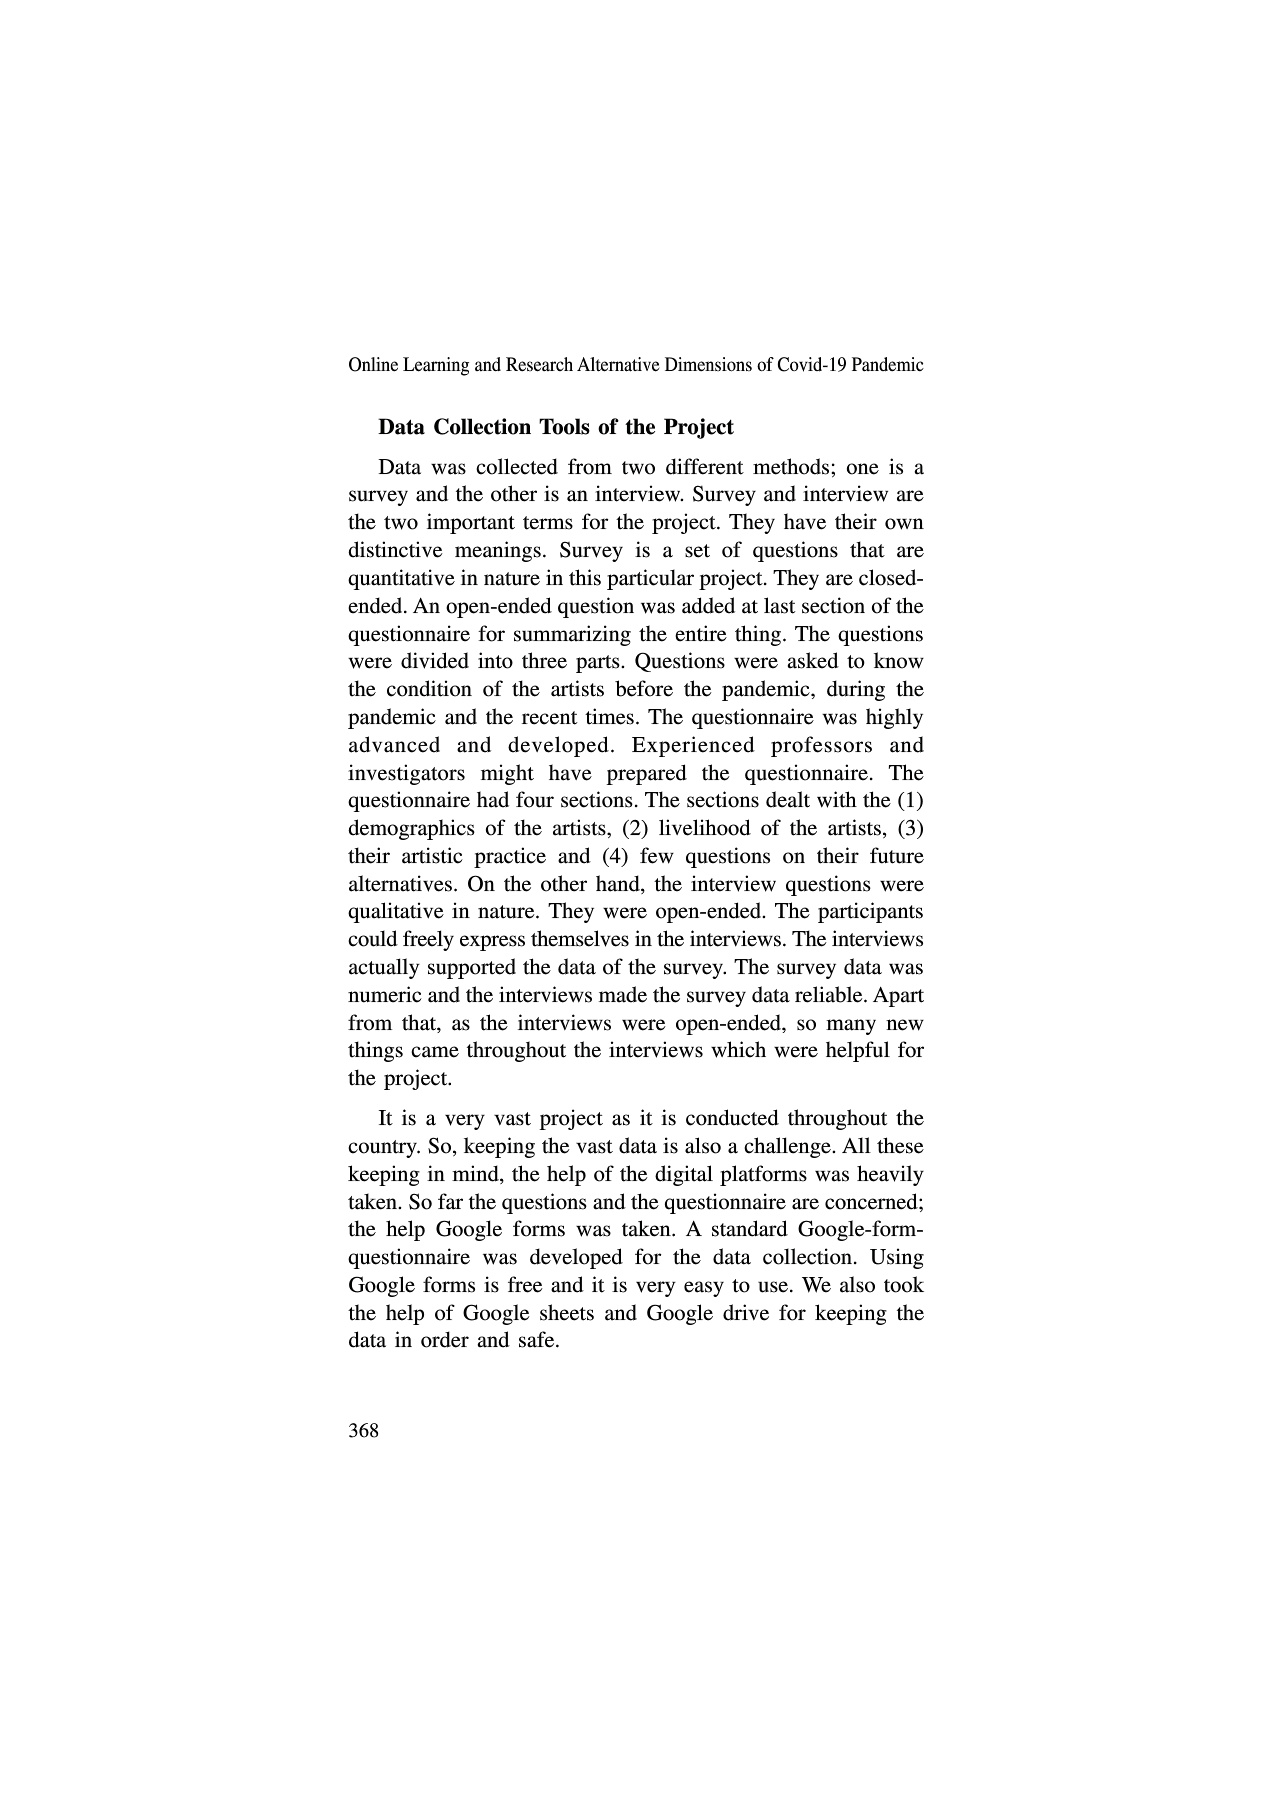 Online Learning and Research Alternative Dimensions of Covid-19 Pandemic
Data Collection Tools of the Project
Data was collected from two different methods; one is a
survey and the other is an interview. Survey and interview are
the two important terms for the project. They have their own
distinctive meanings. Survey is a set of questions that are
quantitative in nature in this particular project. They are closed-
ended. An open-ended question was added at last section of the
questionnaire for summarizing the entire thing. The questions
were divided into three parts. Questions were asked to know
the condition of the artists before the pandemic, during the
pandemic and the recent times. The questionnaire was highly
advanced and developed. Experienced professors and
investigators might have prepared the questionnaire. The
questionnaire had four sections. The sections dealt with the (1)
demographics of the artists, (2) livelihood of the artists, (3)
their artistic practice and (4) few questions on their future
alternatives. On the other hand, the interview questions were
qualitative in nature. They were open-ended. The participants
could freely express themselves in the interviews. The interviews
actually supported the data of the survey. The survey data was
numeric and the interviews made the survey data reliable. Apart
from that, as the interviews were open-ended, so many new
things came throughout the interviews which were helpful for
the project.
It is a very vast project as it is conducted throughout the
country. So, keeping the vast data is also a challenge. All these
keeping in mind, the help of the digital platforms was heavily
taken. So far the questions and the questionnaire are concerned;
the help Google forms was taken. A standard Google-form-
questionnaire was developed for the data collection. Using
Google forms is free and it is very easy to use. We also took
the help of Google sheets and Google drive for keeping the
data in order and safe.
368